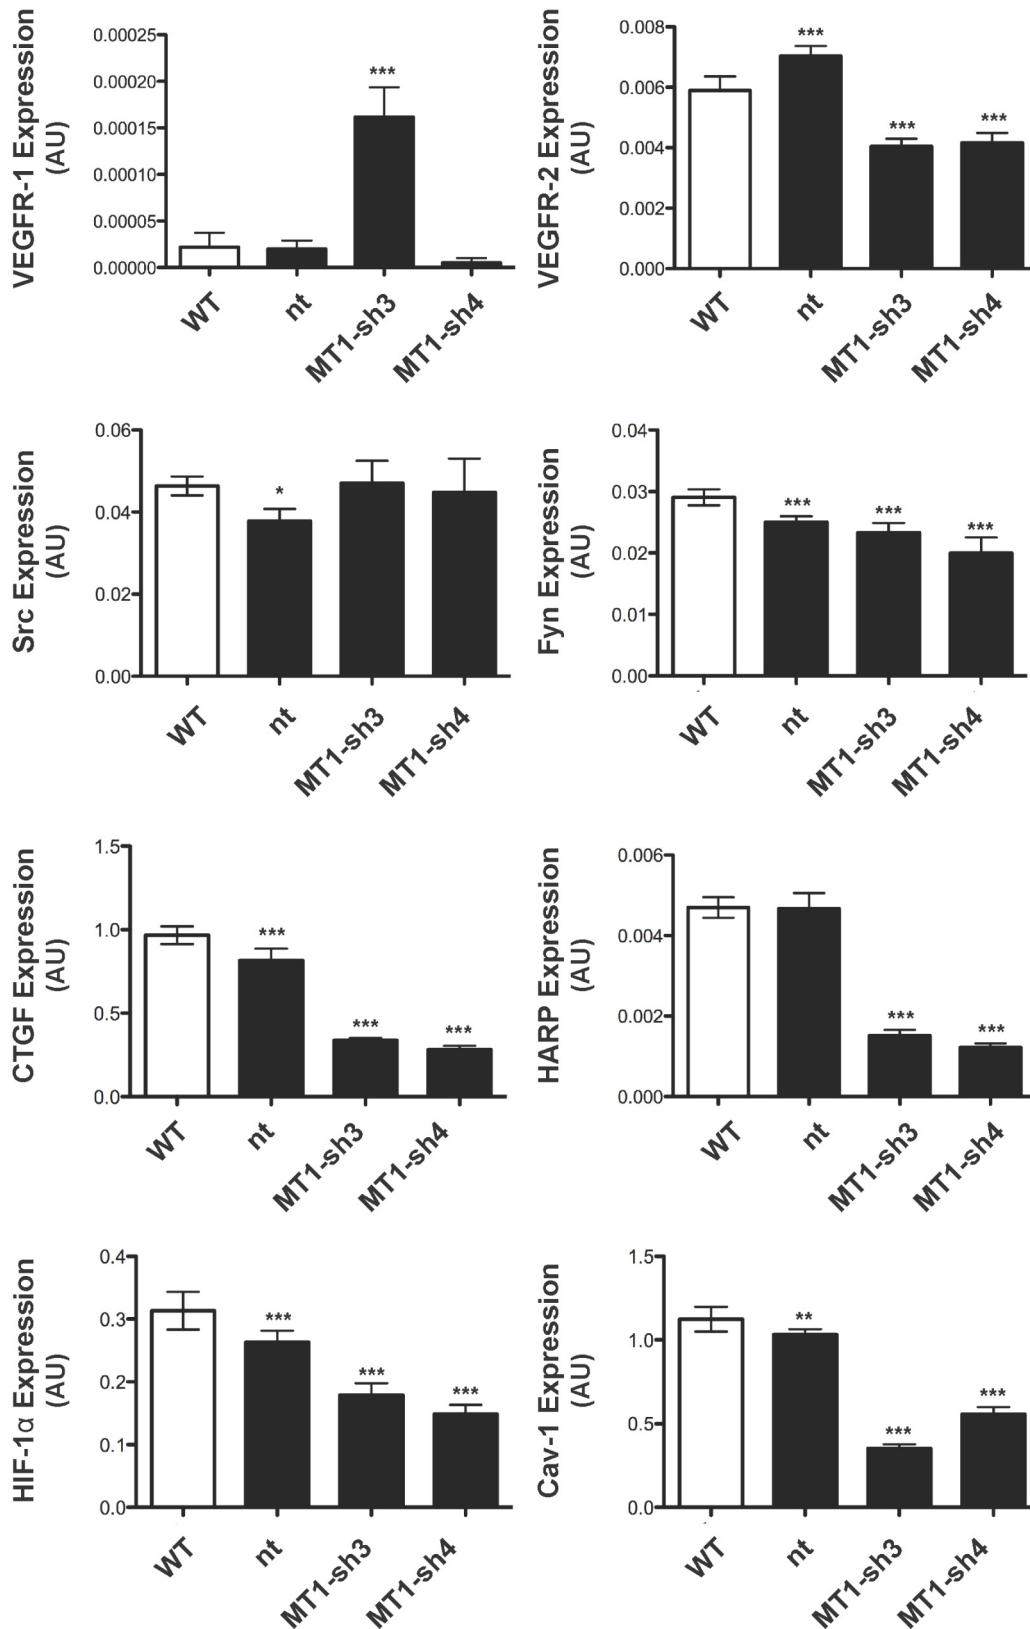 VEGFR-1 Expression
(AU)
0.00025
0.00020
0.00015
0.00010
0.00005
0.00000
***
WT
nt
MT1-sh3
MT1-sh4
VEGFR-2 Expression
(AU)
0.008
0.006
0.004
0.002
0.000
***
***
***
WT
nt
MT1-sh3
MT1-sh4
Src Expression
(AU)
0.06
0.04
0.02
0.00
*
WT
nt
MT1-sh3
MT1-sh4
Fyn Expression
(AU)
0.04
0.03
0.02
0.01
0.00
***
***
***
WT
nt
MT1-sh3
MT1-sh4
CTGF Expression
(AU)
1.5
1.0
0.5
0.0
***
***
***
WT
nt
MT1-sh3
MT1-sh4
HARP Expression
(AU)
0.006
0.004
0.002
0.000
***
***
WT
nt
MT1-sh3
MT1-sh4
HIF-1α Expression
(AU)
0.4
0.3
0.2
0.1
0.0
***
***
***
WT
nt
MT1-sh3
MT1-sh4
Cav-1 Expression
(AU)
1.5
1.0
0.5
0.0
**
***
***
WT
nt
MT1-sh3
MT1-sh4